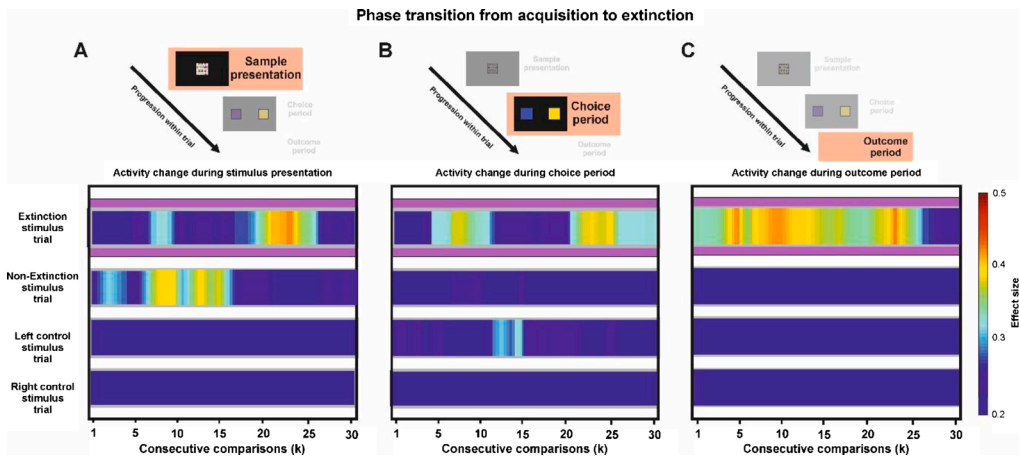 Phase transition from acquisition to extinction
A
Sample
presentation
Choice
period
Outcome
period
Progression within trial
B
Sample
presentation
Choice
period
Outcome
period
Progression within trial
C
Sample
presentation
Choice
period
Outcome
period
Progression within trial
Activity change during stimulus presentation
Activity change during choice period
Activity change during outcome period
Extinction
stimulus
trial
Non-Extinction
stimulus
trial
Left control
stimulus
trial
Right control
stimulus
trial
1 5 10 15 20 25 30
Consecutive comparisons (k)
1 5 10 15 20 25 30
Consecutive comparisons (k)
1 5 10 15 20 25 30
Consecutive comparisons (k)
0.5
0.4
0.3
0.2
Effect size